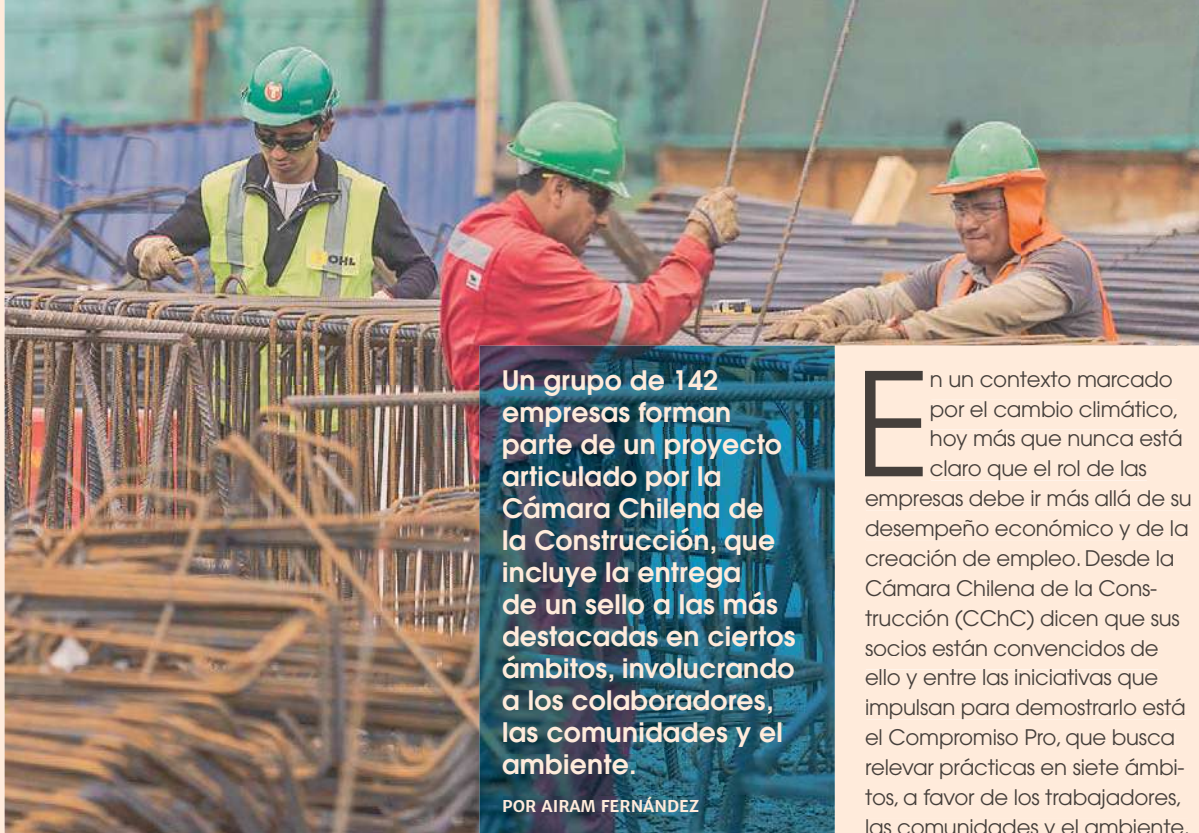 OHL
Un grupo de 142
empresas forman
parte de un proyecto
articulado por la
Cámara Chilena de
la Construcción, que
incluye la entrega
de un sello a las más
destacadas en ciertos
ámbitos, involucrando
a los colaboradores,
las comunidades y el
ambiente.
POR AIRAM FERNÁNDEZ
En un contexto marcado
por el cambio climático,
hoy más que nunca está
claro que el rol de las
empresas debe ir más allá de su
desempeño económico y de la
creación de empleo. Desde la
Cámara Chilena de la Cons-
trucción (CChC) dicen que sus
socios están convencidos de
ello y entre las iniciativas que
impulsan para demostrarlo está
el Compromiso Pro, que busca
relevar prácticas en siete ámbi-
tos, a favor de los trabajadores,
las comunidades y el ambiente.